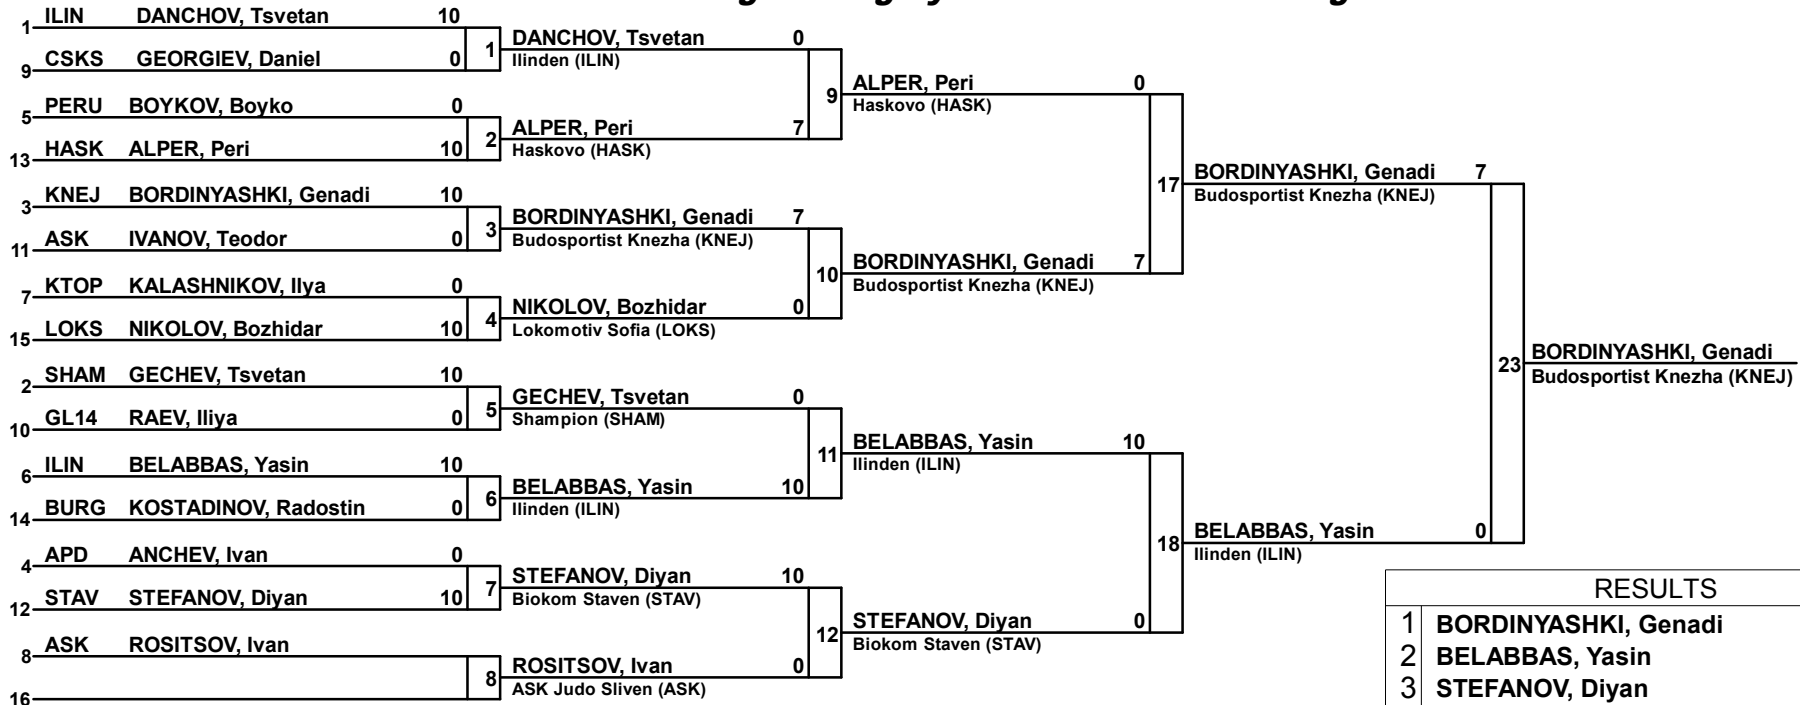 1 ILIN DANCHOV, Tsvetan 10
9 CSKS GEORGIEV, Daniel 0
1
DANCHOV, Tsvetan 0
Ilinden (ILIN)
5 PERU BOYKOV, Boyko 0
13 HASK ALPER, Peri 10
2
ALPER, Peri 7
Haskovo (HASK)
9
ALPER, Peri 0
Haskovo (HASK)
3 KNEJ BORDINYASHKI, Genadi 10
11 ASK IVANOV, Teodor 0
3
BORDINYASHKI, Genadi 7
Budosportist Knezha (KNEJ)
7 KTOP KALASHNIKOV, Ilya 0
15 LOKS NIKOLOV, Bozhidar 10
4
NIKOLOV, Bozhidar 0
Lokomotiv Sofia (LOKS)
10
BORDINYASHKI, Genadi 7
Budosportist Knezha (KNEJ)
17
BORDINYASHKI, Genadi 7
Budosportist Knezha (KNEJ)
2 SHAM GECHEV, Tsvetan 10
10 GL14 RAEV, Iliya 0
5
GECHEV, Tsvetan 0
Shampion (SHAM)
6 ILIN BELABBAS, Yasin 10
14 BURG KOSTADINOV, Radostin 0
6
BELABBAS, Yasin 10
Ilinden (ILIN)
11
BELABBAS, Yasin 10
Ilinden (ILIN)
4 APD ANCHEV, Ivan 0
12 STAV STEFANOV, Diyan 10
7
STEFANOV, Diyan 10
Biokom Staven (STAV)
8 ASK ROSITSOV, Ivan
16
8
ROSITSOV, Ivan 0
ASK Judo Sliven (ASK)
12
STEFANOV, Diyan 0
Biokom Staven (STAV)
18
BELABBAS, Yasin 0
Ilinden (ILIN)
23
BORDINYASHKI, Genadi
Budosportist Knezha (KNEJ)
RESULTS
1 BORDINYASHKI, Genadi
2 BELABBAS, Yasin
3 STEFANOV, Diyan